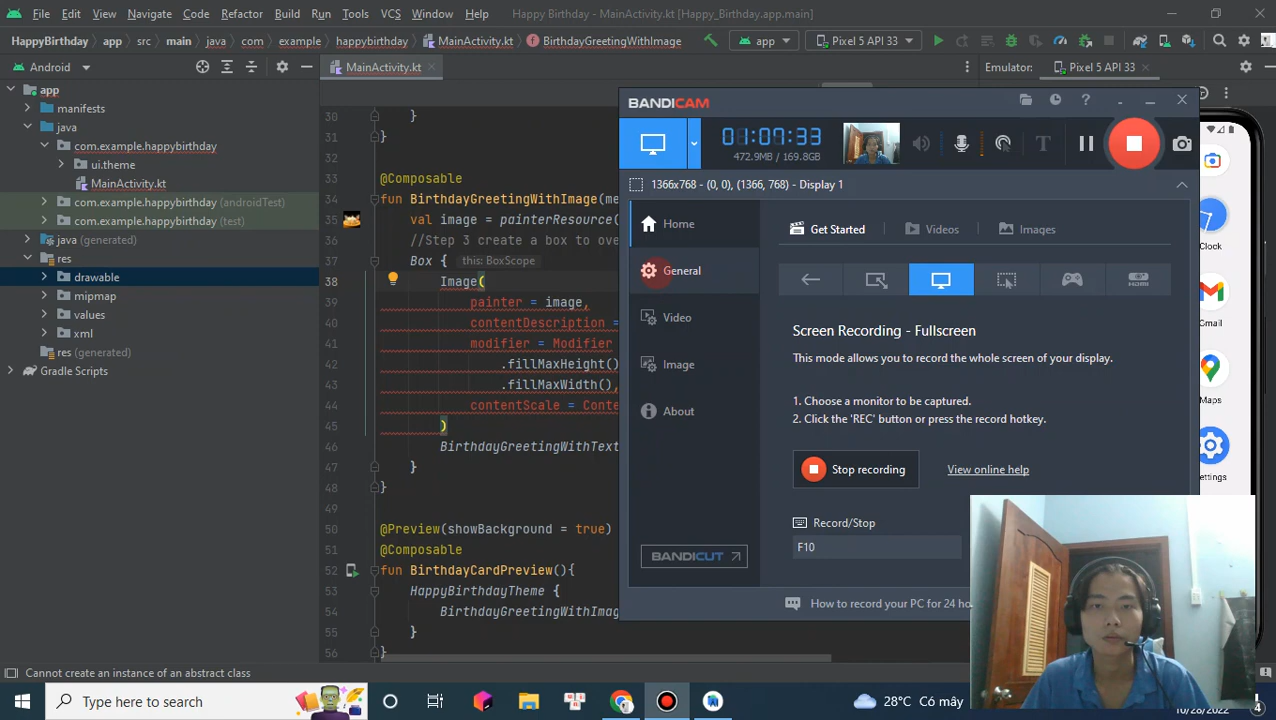 File Edit View Navigate Code Refactor Build Run Tools VCS Window Help Happy Birthday - MainActivity.kt [Happy_Birthday.app.main]
HappyBirthday app src main java com example happybirthday MainActivity.kt BirthdayGreetingWithImage app Pixel 5 API 33
Android MainActivity.kt Emulator: Pixel 5 API 33
app
manifests
java
com.example.happybirthday
ui.theme
MainActivity.kt
com.example.happybirthday (androidTest)
com.example.happybirthday (test)
java (generated)
res
drawable
mipmap
values
xml
res (generated)
Gradle Scripts
30 }
31 }
32
33 @Composable
34 fun BirthdayGreetingWithImage(me
35 val image = painterResource(
36 //Step 3 create a box to ove
37 Box { this: BoxScope
38 Image(
39 painter = image,
40 contentDescription =
41 modifier = Modifier
42 .fillMaxHeight()
43 .fillMaxWidth(),
44 contentScale = Conte
45 )
46 BirthdayGreetingWithText
47 }
48 }
49
50 @Preview(showBackground = true)
51 @Composable
52 fun BirthdayCardPreview(){
53 HappyBirthdayTheme {
54 BirthdayGreetingWithImag
55 }
56 }
BANDICAM
01:07:33
472.9MB / 169.8GB
1366x768 - (0, 0), (1366, 768) - Display 1
Home
General
Video
Image
About
BANDICUT
Get Started Videos Images
HDMI
Screen Recording - Fullscreen
This mode allows you to record the whole screen of your display.
1. Choose a monitor to be captured.
2. Click the 'REC' button or press the record hotkey.
Stop recording View online help
Record/Stop
F10
How to record your PC for 24 ho
Clock
Gmail
Maps
ettings
Cannot create an instance of an abstract class
Type here to search
28°C Có mây
10/28/2022
4